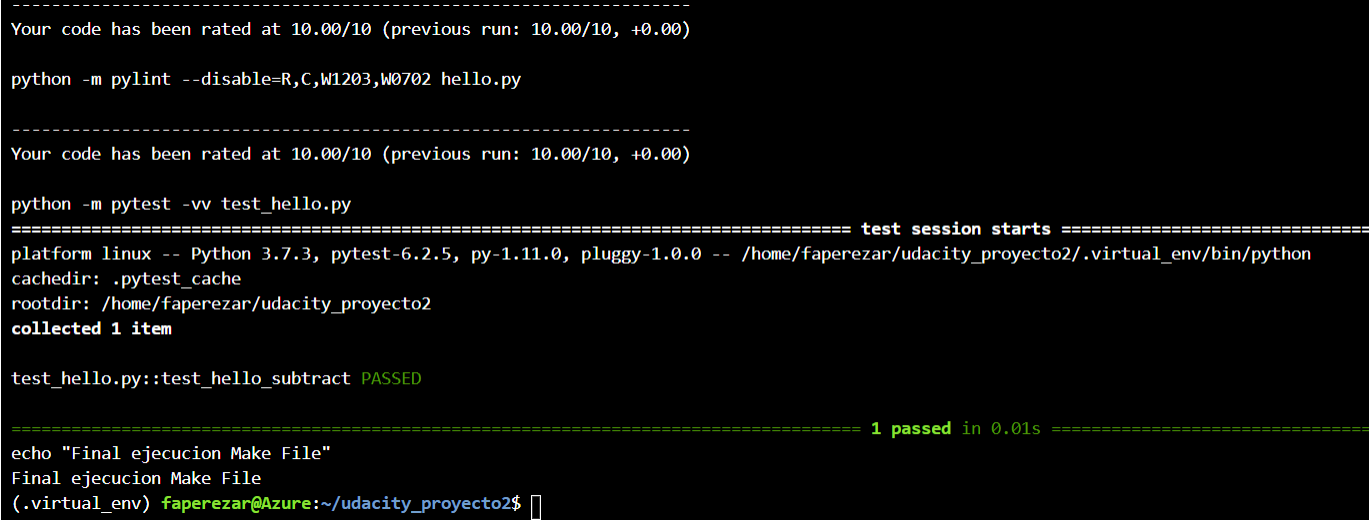 --------------------------------------------------------------------
Your code has been rated at 10.00/10 (previous run: 10.00/10, +0.00)
python -m pylint --disable=R,C,W1203,W0702 hello.py
--------------------------------------------------------------------
Your code has been rated at 10.00/10 (previous run: 10.00/10, +0.00)
python -m pytest -vv test_hello.py
==================================================================================== test session starts ===============================
platform linux -- Python 3.7.3, pytest-6.2.5, py-1.11.0, pluggy-1.0.0 -- /home/faperezar/udacity_proyecto2/.virtual_env/bin/python
cachedir: .pytest_cache
rootdir: /home/faperezar/udacity_proyecto2
collected 1 item
test_hello.py::test_hello_subtract PASSED
===================================================================================== 1 passed in 0.01s ================================
echo "Final ejecucion Make File"
Final ejecucion Make File
(.virtual_env) faperezar@Azure:~/udacity_proyecto2$